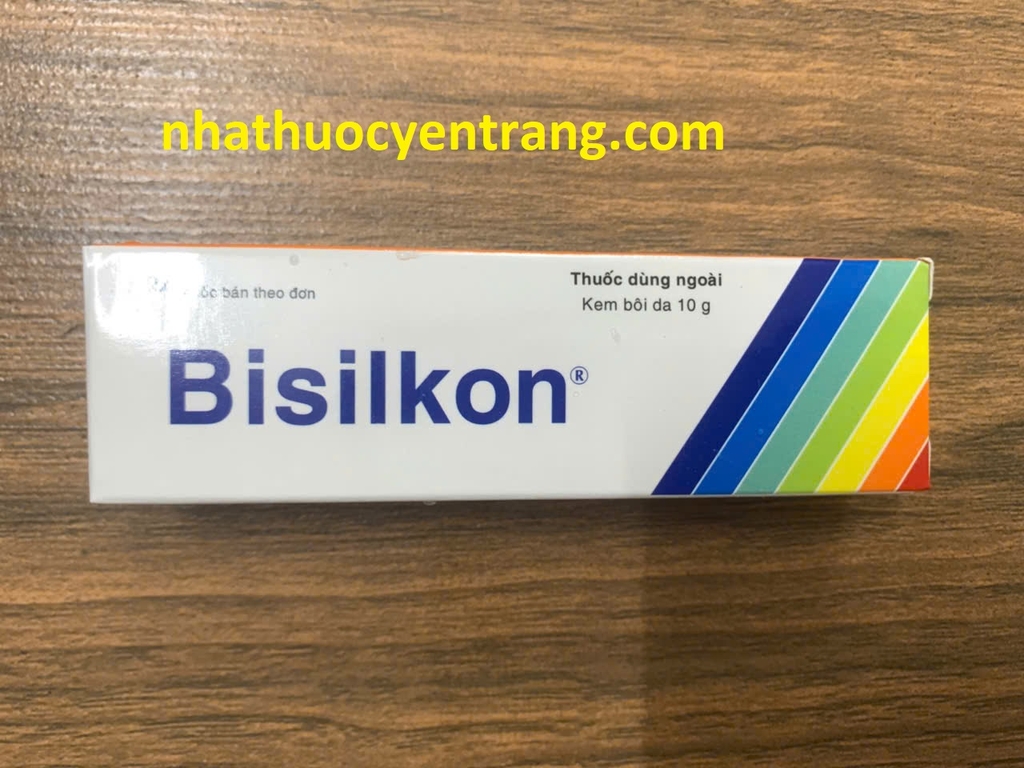 nhathuocyentrang.com
bán theo đơn
Thuốc dùng ngoài
Kem bôi da 10 g
Bisilkon®